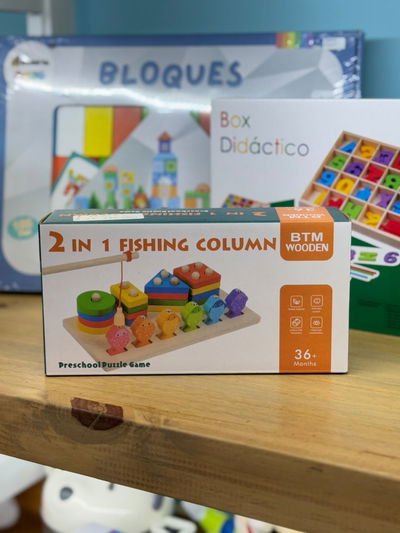 BLOQUES
Box
Didáctico
2 IN 1 FISHING COLUMN
BTM
WOODEN
36+
Months
Preschool Puzzle Game